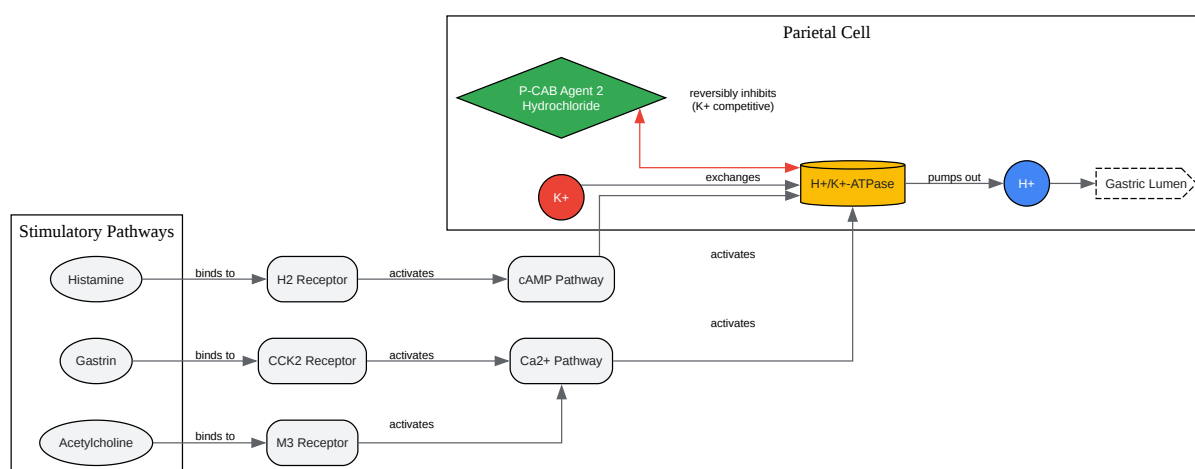 Parietal Cell
P-CAB Agent 2
Hydrochloride
reversibly inhibits
(K+ competitive)
K+
exchanges
H+/K+-ATPase
pumps out
H+
Gastric Lumen
Stimulatory Pathways
Histamine
binds to
H2 Receptor
activates
cAMP Pathway
activates
Gastrin
binds to
CCK2 Receptor
activates
Ca2+ Pathway
activates
Acetylcholine
binds to
M3 Receptor
activates